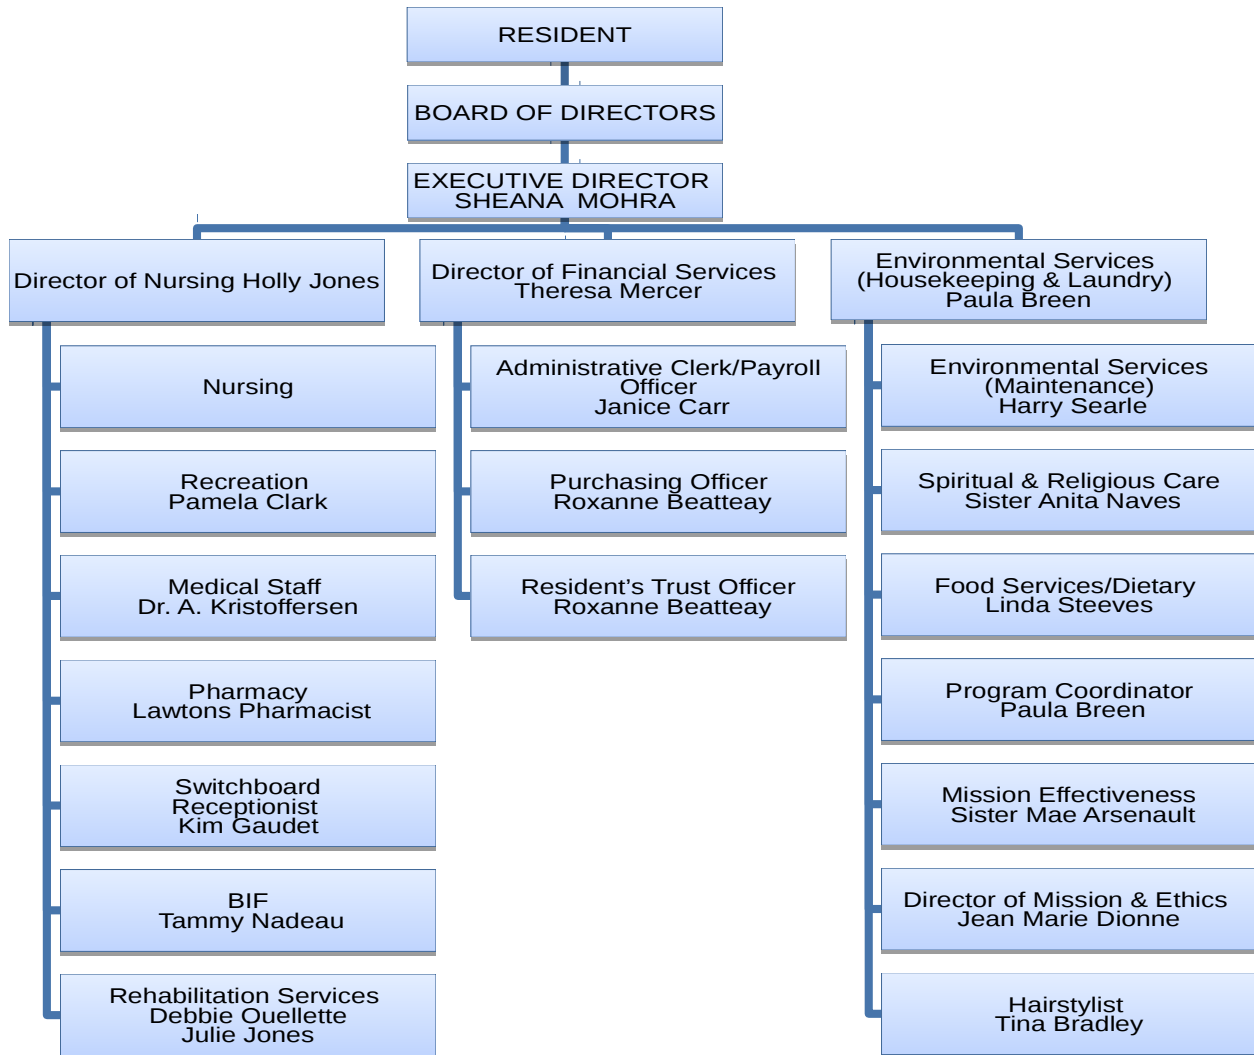 RESIDENT
BOARD OF DIRECTORS
EXECUTIVE DIRECTOR
SHEANA MOHRA
Director of Nursing Holly Jones
Nursing
Recreation
Pamela Clark
Medical Staff
Dr. A. Kristoffersen
Pharmacy
Lawtons Pharmacist
Switchboard
Receptionist
Kim Gaudet
BIF
Tammy Nadeau
Rehabilitation Services
Debbie Ouellette
Julie Jones
Director of Financial Services
Theresa Mercer
Administrative Clerk/Payroll
Officer
Janice Carr
Purchasing Officer
Roxanne Beatteay
Resident’s Trust Officer
Roxanne Beatteay
Environmental Services
(Housekeeping & Laundry)
Paula Breen
Environmental Services
(Maintenance)
Harry Searle
Spiritual & Religious Care
Sister Anita Naves
Food Services/Dietary
Linda Steeves
Program Coordinator
Paula Breen
Mission Effectiveness
Sister Mae Arsenault
Director of Mission & Ethics
Jean Marie Dionne
Hairstylist
Tina Bradley